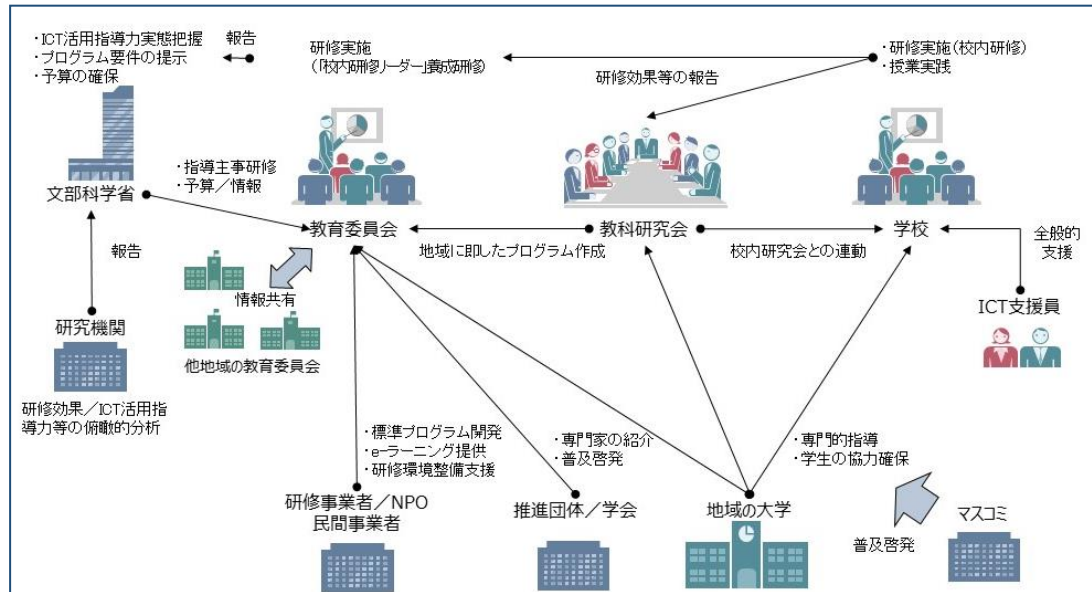 ・ICT活用指導力実態把握
・プログラム要件の提示
・予算の確保
報告
研修実施
(「校内研修リーダー」養成研修)
研修効果等の報告
・研修実施(校内研修)
・授業実践
文部科学省
・指導主事研修
・予算／情報
教育委員会
地域に即したプログラム作成
教科研究会
校内研究会との連動
学校
全般的
支援
報告
情報共有
他地域の教育委員会
ICT支援員
研究機関
研修効果／ICT活用指
導力等の俯瞰的分析
・標準プログラム開発
・e-ラーニング提供
・研修環境整備支援
・専門家の紹介
・普及啓発
・専門的指導
・学生の協力確保
研修事業者／NPO
民間事業者
推進団体／学会
地域の大学
普及啓発
マスコミ